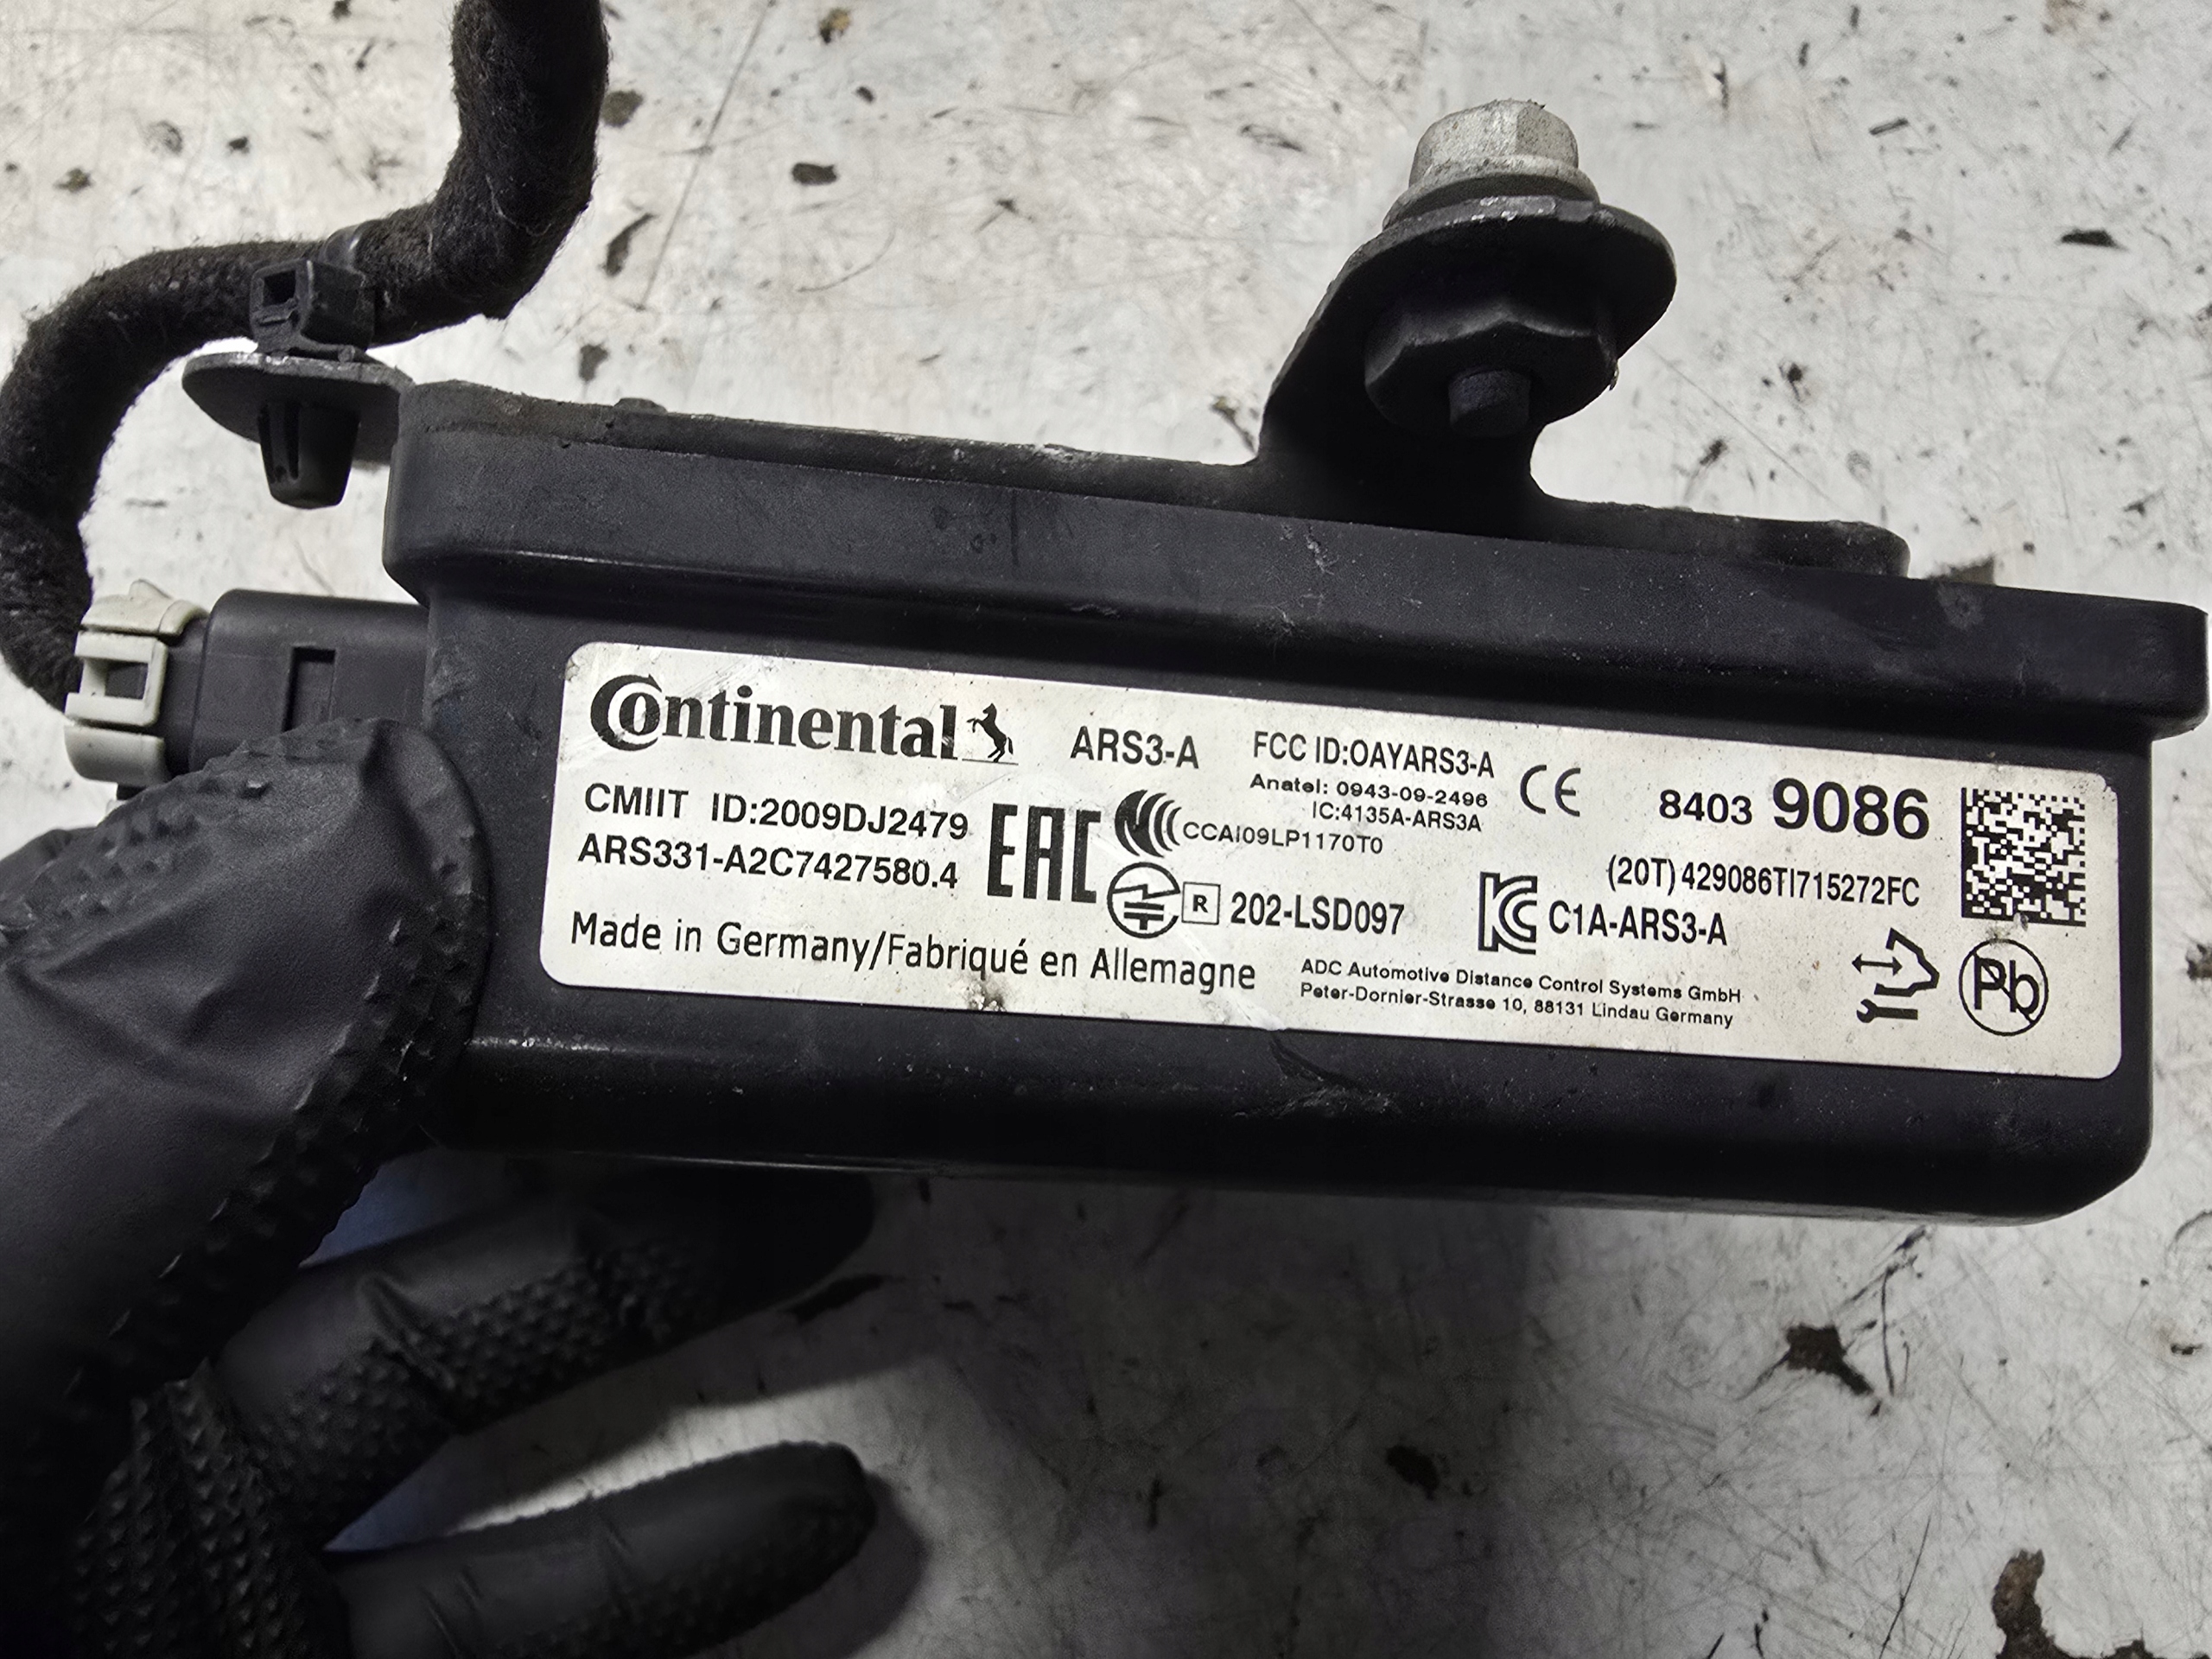 Continental
ARS3-A
FCC ID:OAYARS3-A
Anatel: 0943-09-2496
IC:4135A-ARS3A
CE
8403 9086
CMIIT ID:2009DJ2479
EAC
CCAI09LP1170T0
ARS331-A2C7427580.4
(20T)429086TI715272FC
R 202-LSD097
C1A-ARS3-A
Made in Germany/Fabriqué en Allemagne
ADC Automotive Distance Control Systems GmbH
Peter-Dornier-Strasse 10, 88131 Lindau Germany
Pb